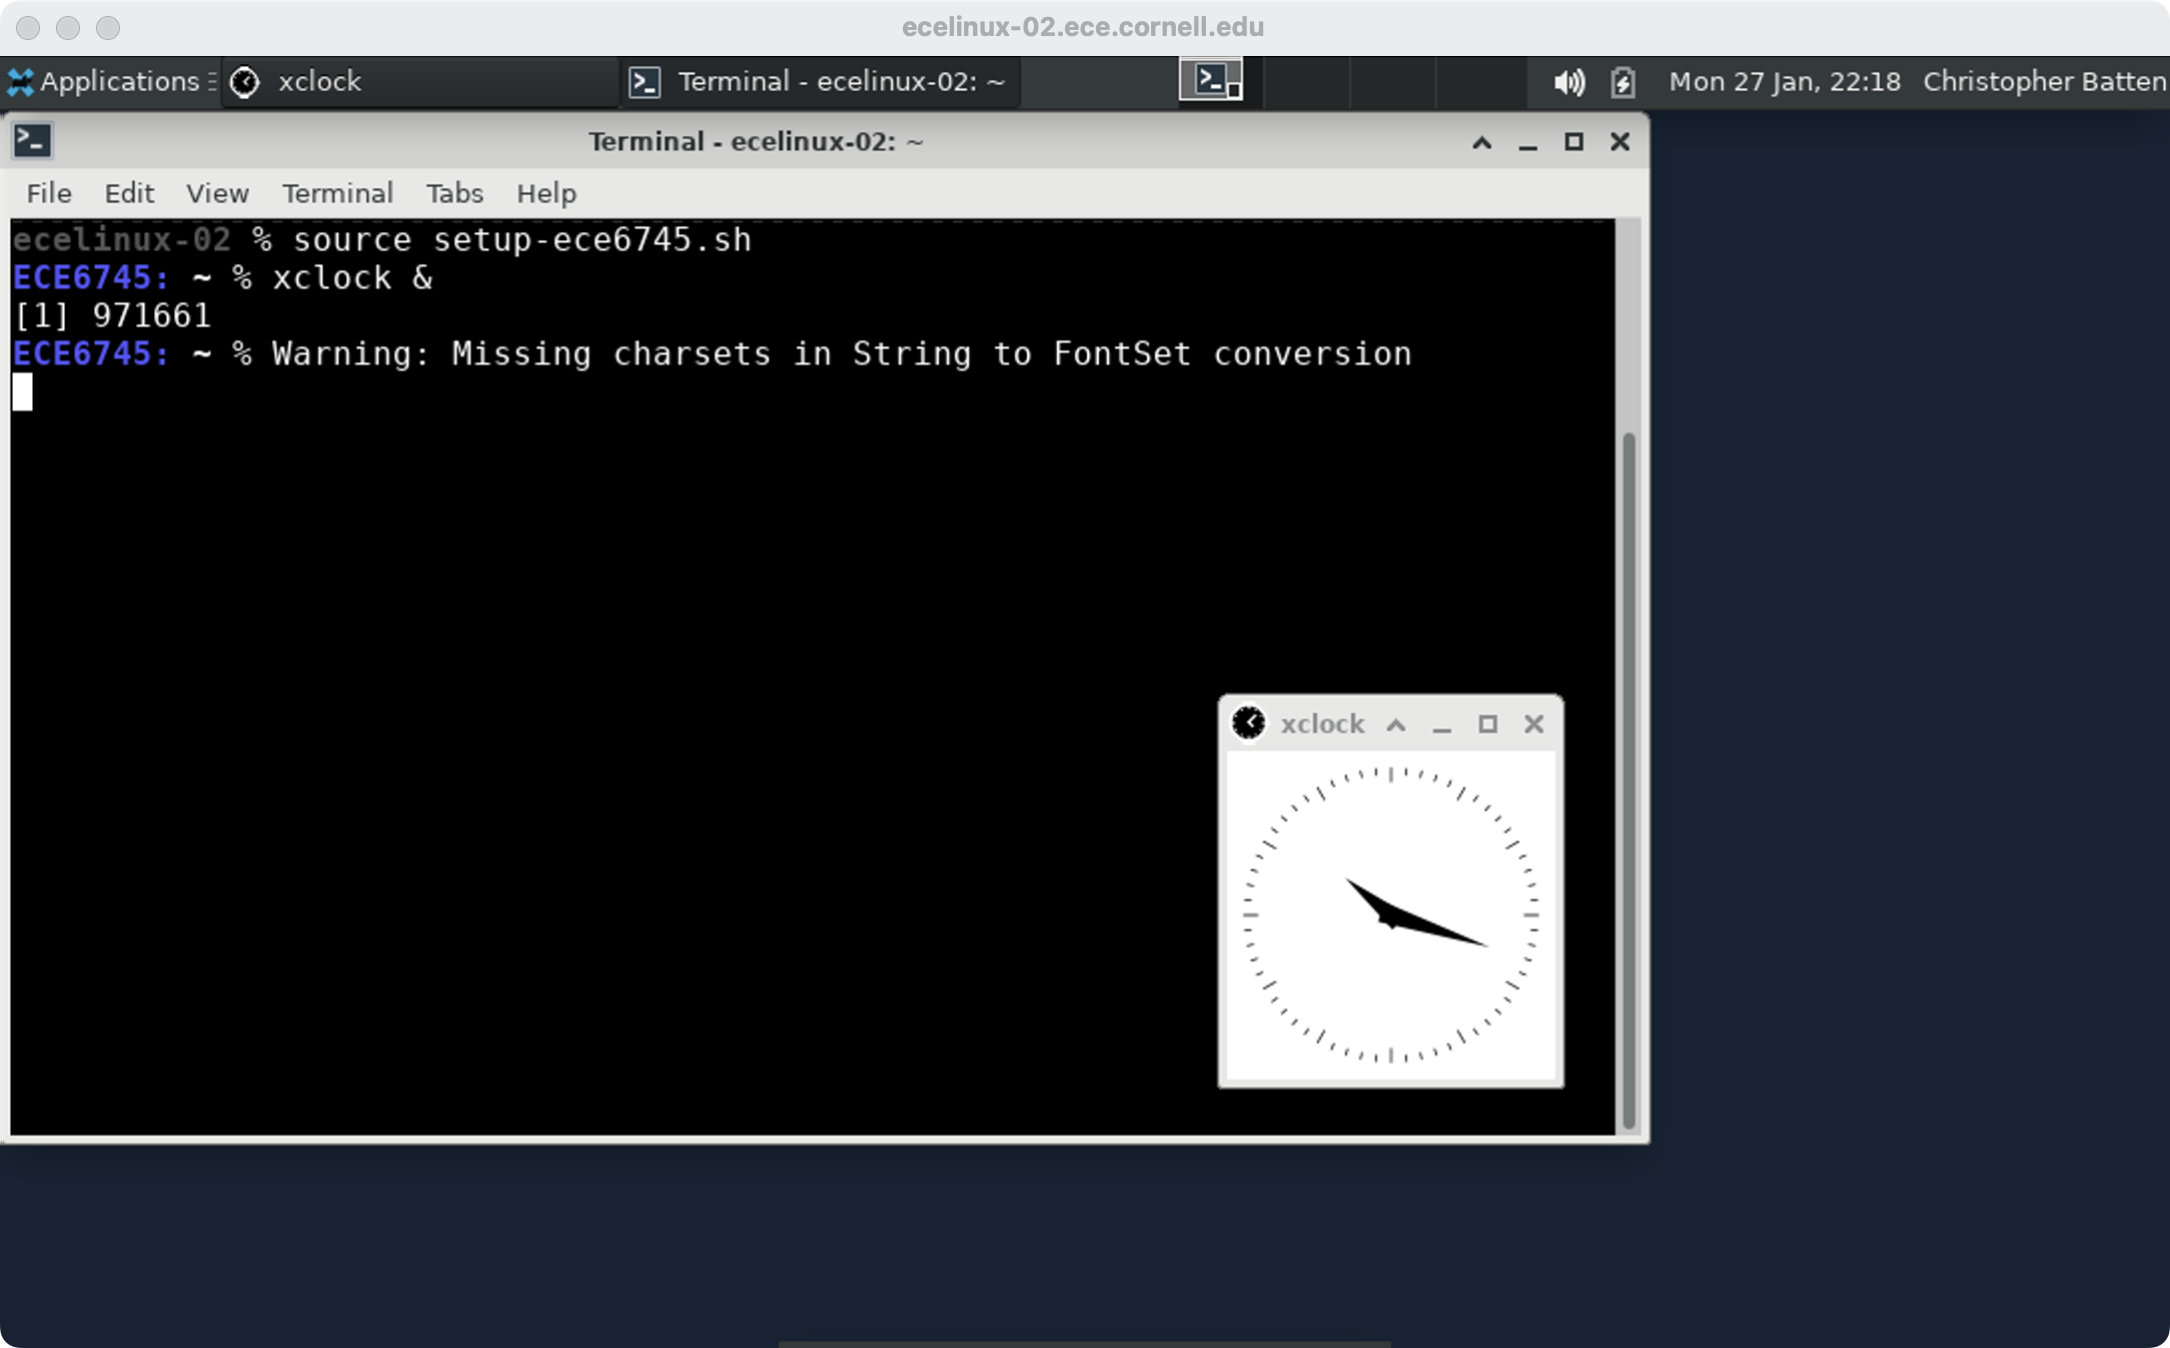 ecelinux-02.ece.cornell.edu
Applications xclock Terminal - ecelinux-02: ~ Mon 27 Jan, 22:18 Christopher Batten
Terminal - ecelinux-02: ~
File Edit View Terminal Tabs Help
ecelinux-02 % source setup-ece6745.sh
ECE6745: ~ % xclock &
[1] 971661
ECE6745: ~ % Warning: Missing charsets in String to FontSet conversion
xclock